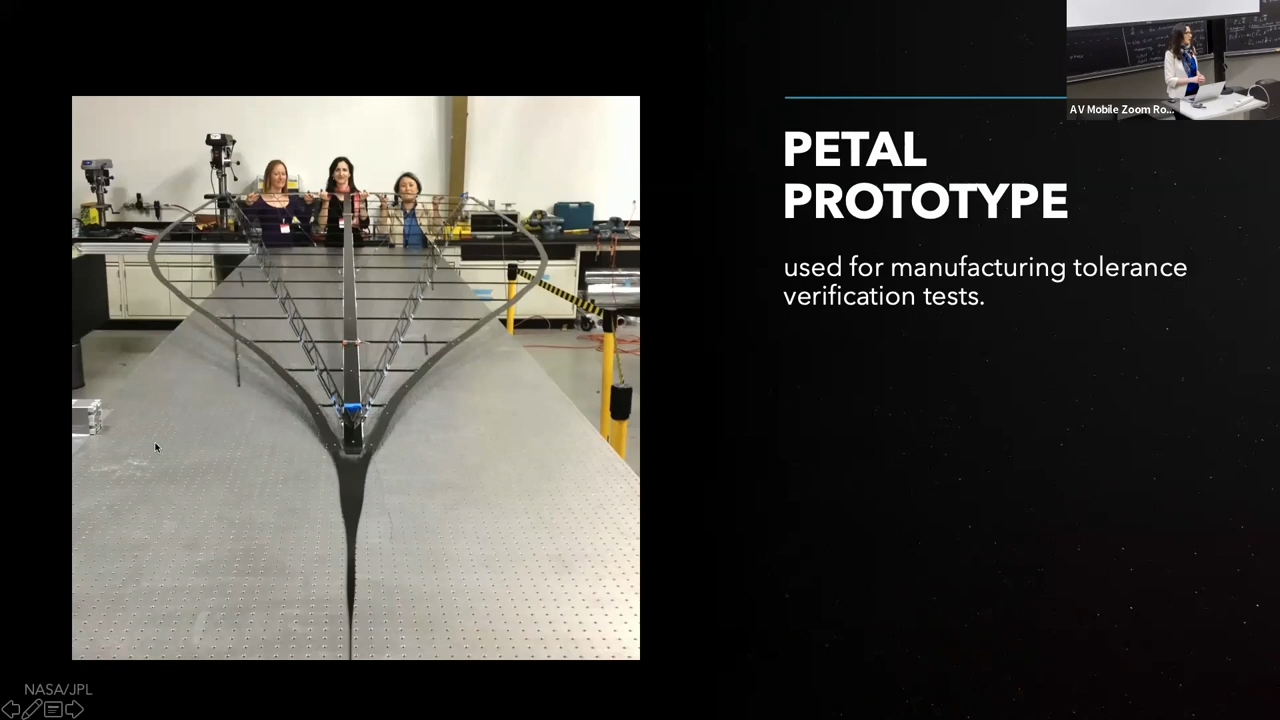 PETAL
PROTOTYPE
used for manufacturing tolerance
verification tests.
AV Mobile Zoom Ro...
NASA/JPL